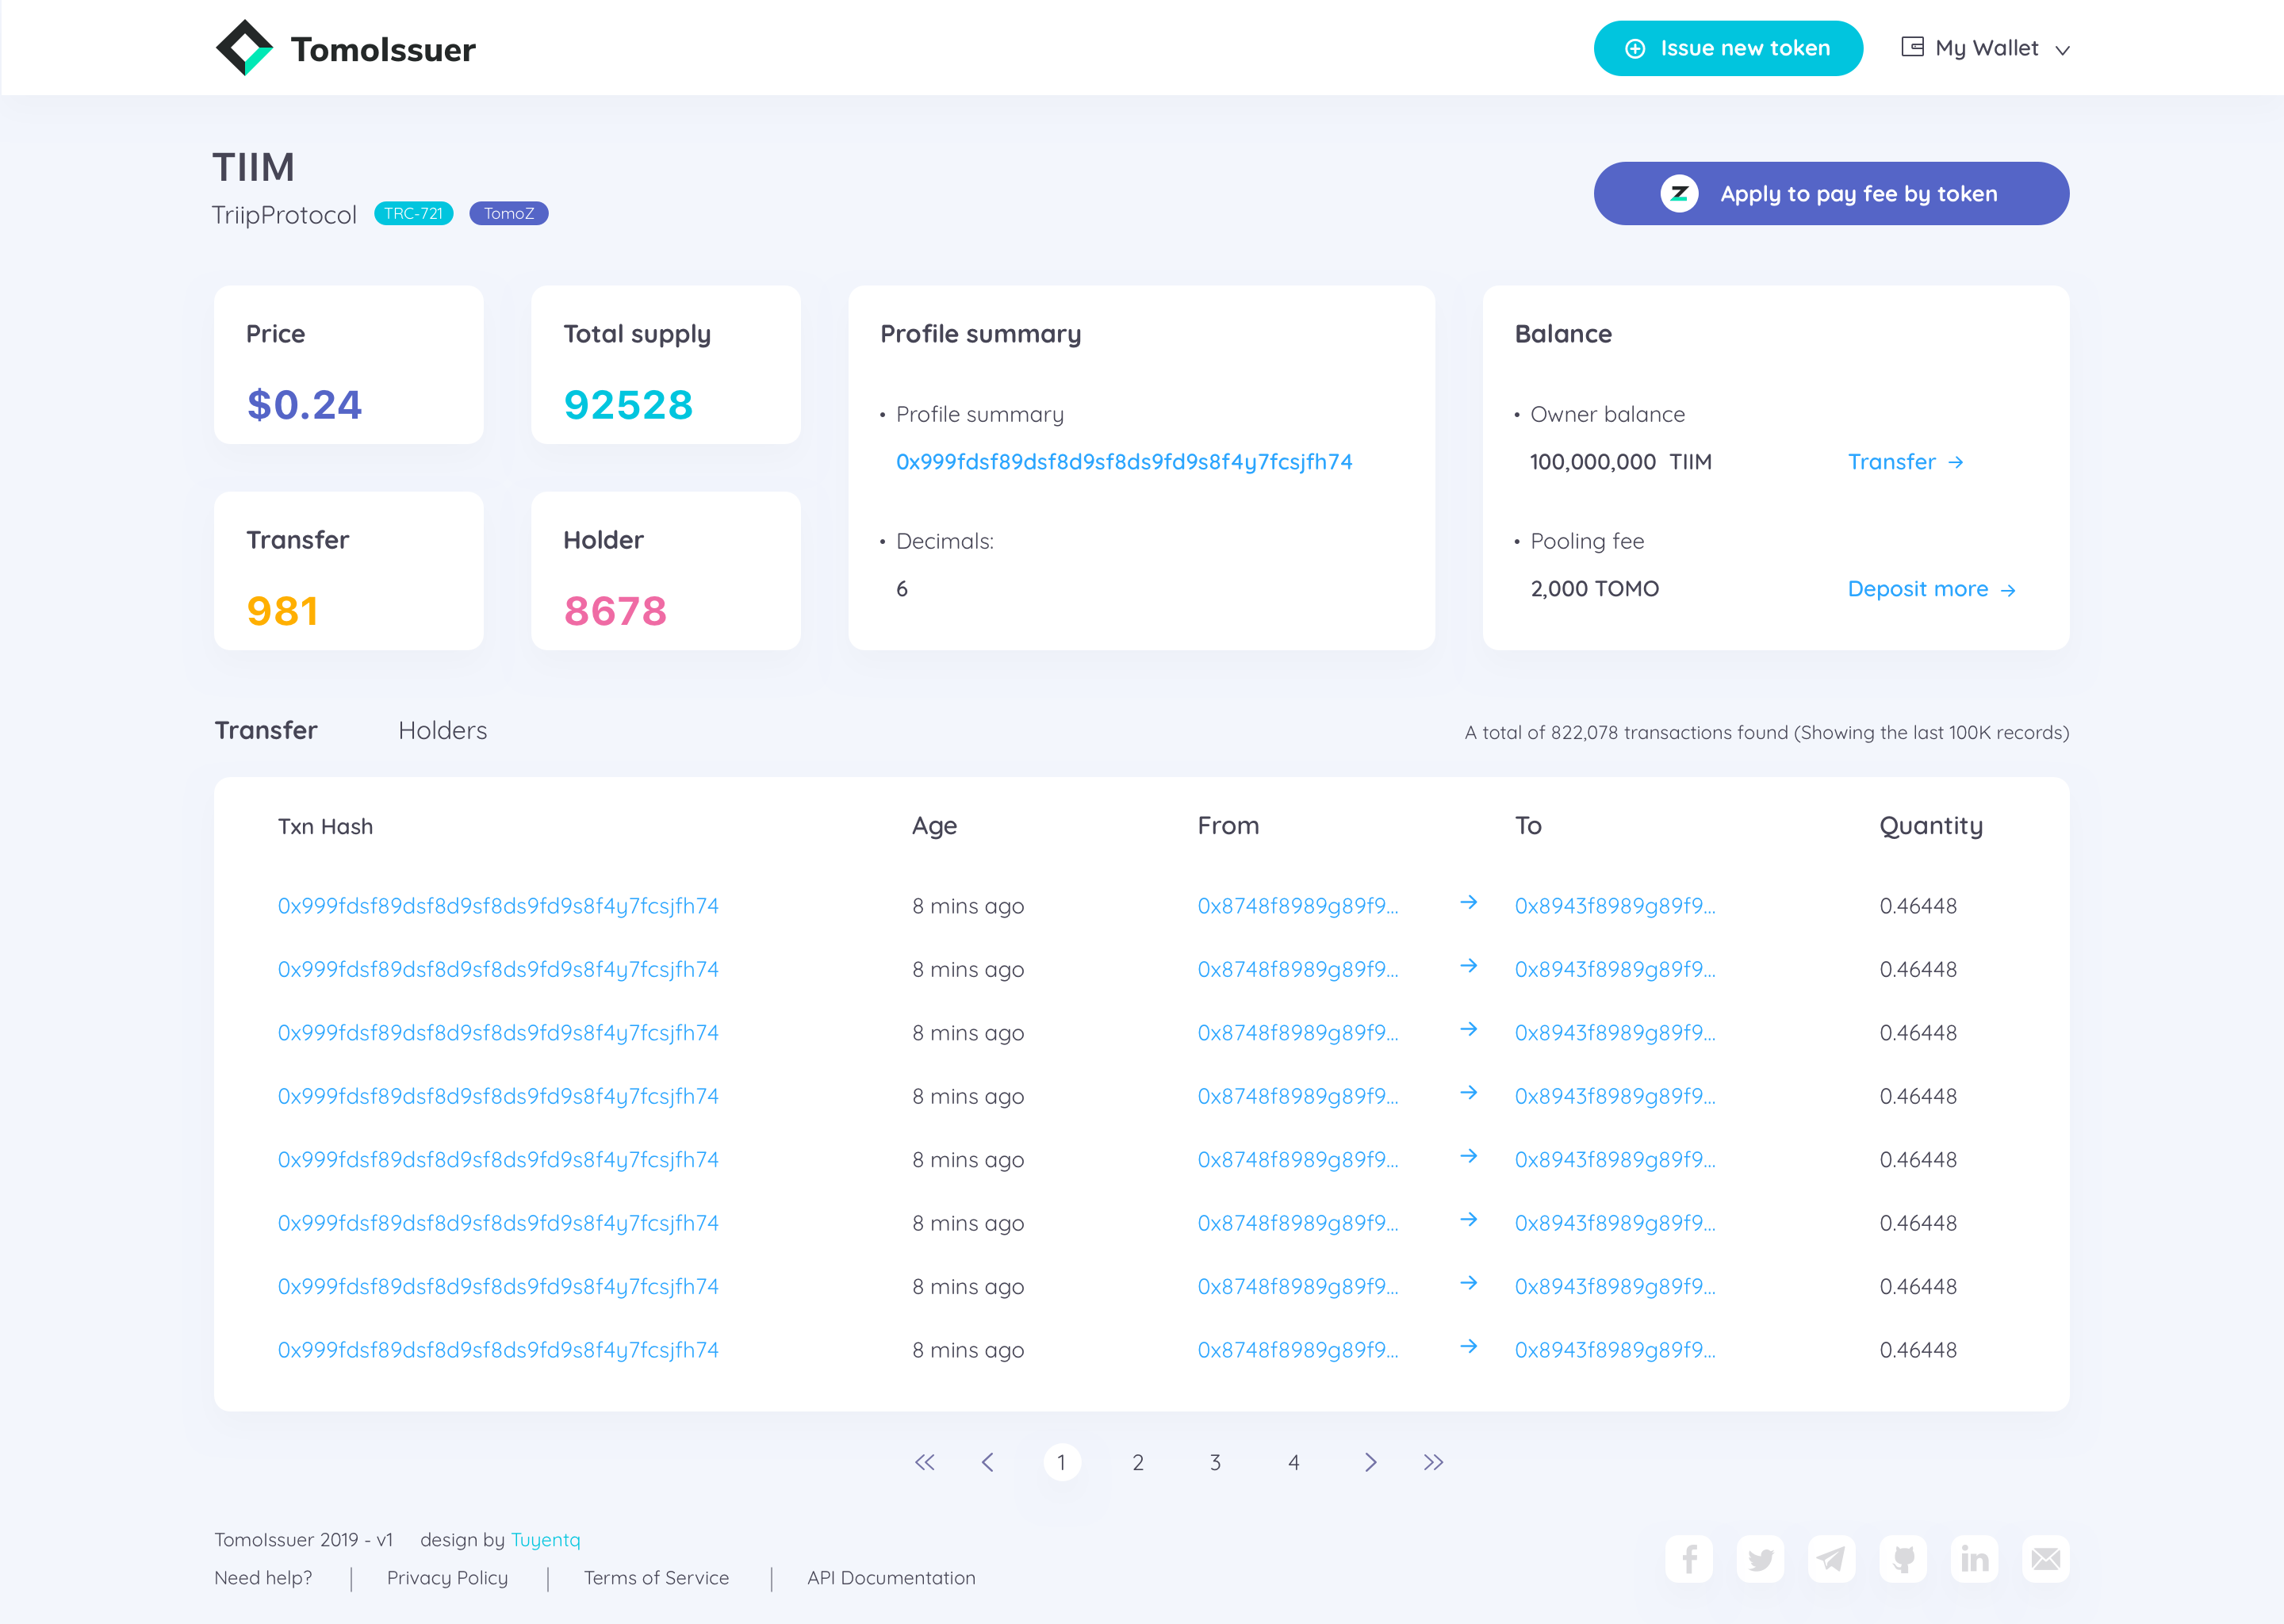 TomoIssuer
Issue new token
My Wallet
TIIM
TriipProtocol TRC-721 TomoZ
Apply to pay fee by token
Price
$0.24
Total supply
92528
Transfer
981
Holder
8678
Profile summary
• Profile summary
0x999fdsf89dsf8d9sf8ds9fd9s8f4y7fcsjfh74
• Decimals:
6
Balance
• Owner balance
100,000,000 TIIM Transfer →
• Pooling fee
2,000 TOMO Deposit more →
Transfer Holders
A total of 822,078 transactions found (Showing the last 100K records)
Txn Hash Age From To Quantity
0x999fdsf89dsf8d9sf8ds9fd9s8f4y7fcsjfh74 8 mins ago 0x8748f8989g89f9... → 0x8943f8989g89f9... 0.46448
0x999fdsf89dsf8d9sf8ds9fd9s8f4y7fcsjfh74 8 mins ago 0x8748f8989g89f9... → 0x8943f8989g89f9... 0.46448
0x999fdsf89dsf8d9sf8ds9fd9s8f4y7fcsjfh74 8 mins ago 0x8748f8989g89f9... → 0x8943f8989g89f9... 0.46448
0x999fdsf89dsf8d9sf8ds9fd9s8f4y7fcsjfh74 8 mins ago 0x8748f8989g89f9... → 0x8943f8989g89f9... 0.46448
0x999fdsf89dsf8d9sf8ds9fd9s8f4y7fcsjfh74 8 mins ago 0x8748f8989g89f9... → 0x8943f8989g89f9... 0.46448
0x999fdsf89dsf8d9sf8ds9fd9s8f4y7fcsjfh74 8 mins ago 0x8748f8989g89f9... → 0x8943f8989g89f9... 0.46448
0x999fdsf89dsf8d9sf8ds9fd9s8f4y7fcsjfh74 8 mins ago 0x8748f8989g89f9... → 0x8943f8989g89f9... 0.46448
0x999fdsf89dsf8d9sf8ds9fd9s8f4y7fcsjfh74 8 mins ago 0x8748f8989g89f9... → 0x8943f8989g89f9... 0.46448
1 2 3 4
TomoIssuer 2019 - v1 design by Tuyentq
Need help? | Privacy Policy | Terms of Service | API Documentation